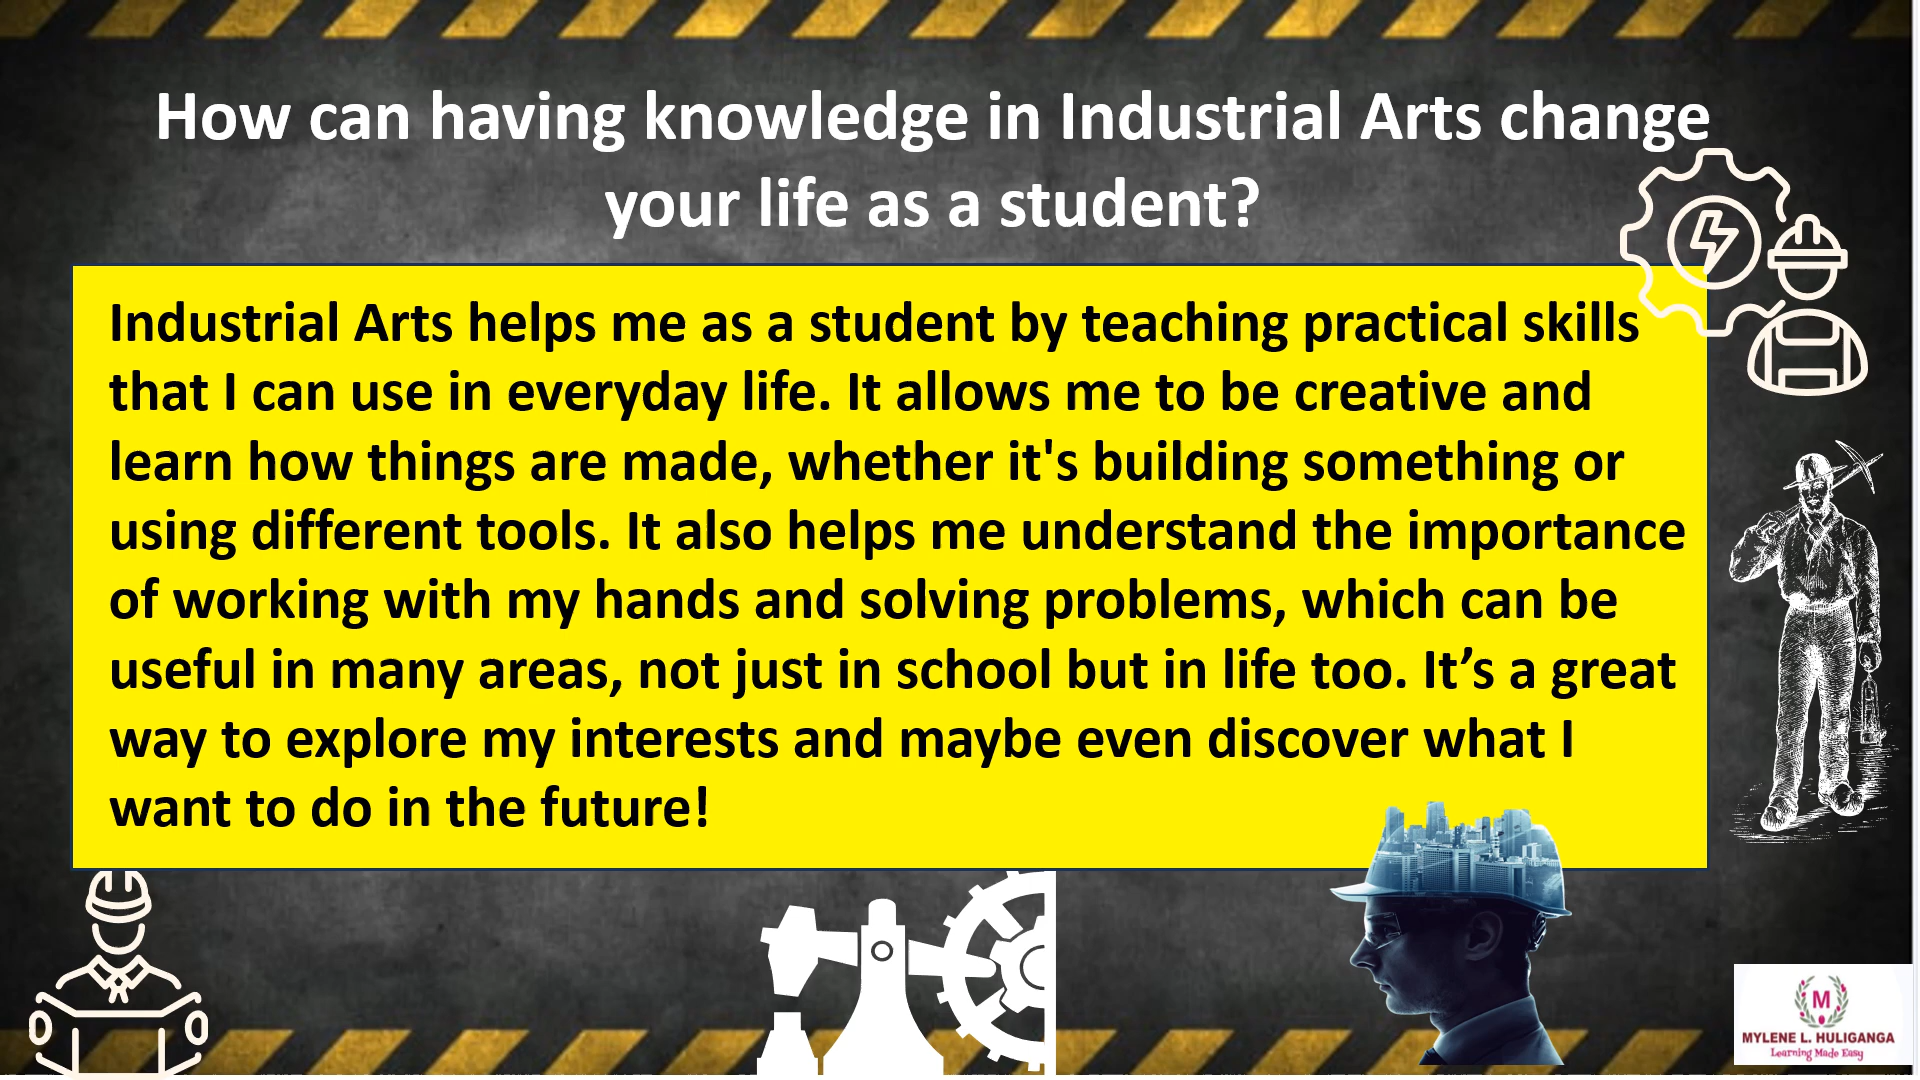 How can having knowledge in Industrial Arts change
your life as a student?
Industrial Arts helps me as a student by teaching practical skills
that I can use in everyday life. It allows me to be creative and
learn how things are made, whether it's building something or
using different tools. It also helps me understand the importance
of working with my hands and solving problems, which can be
useful in many areas, not just in school but in life too. It’s a great
way to explore my interests and maybe even discover what I
want to do in the future!
M
MYLENE L. HULIGANGA
Learning Made Easy